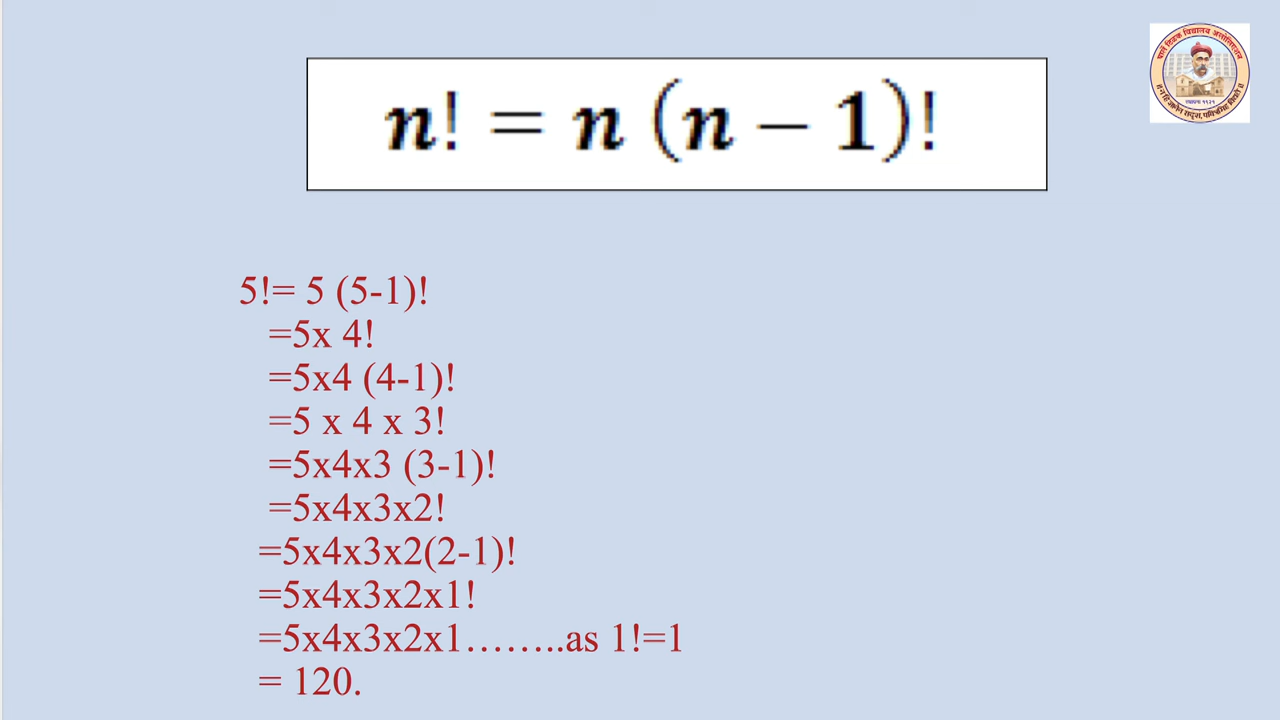 n! = n (n − 1)!
5!= 5 (5-1)!
=5x 4!
=5x4 (4-1)!
=5 x 4 x 3!
=5x4x3 (3-1)!
=5x4x3x2!
=5x4x3x2(2-1)!
=5x4x3x2x1!
=5x4x3x2x1……..as 1!=1
= 120.